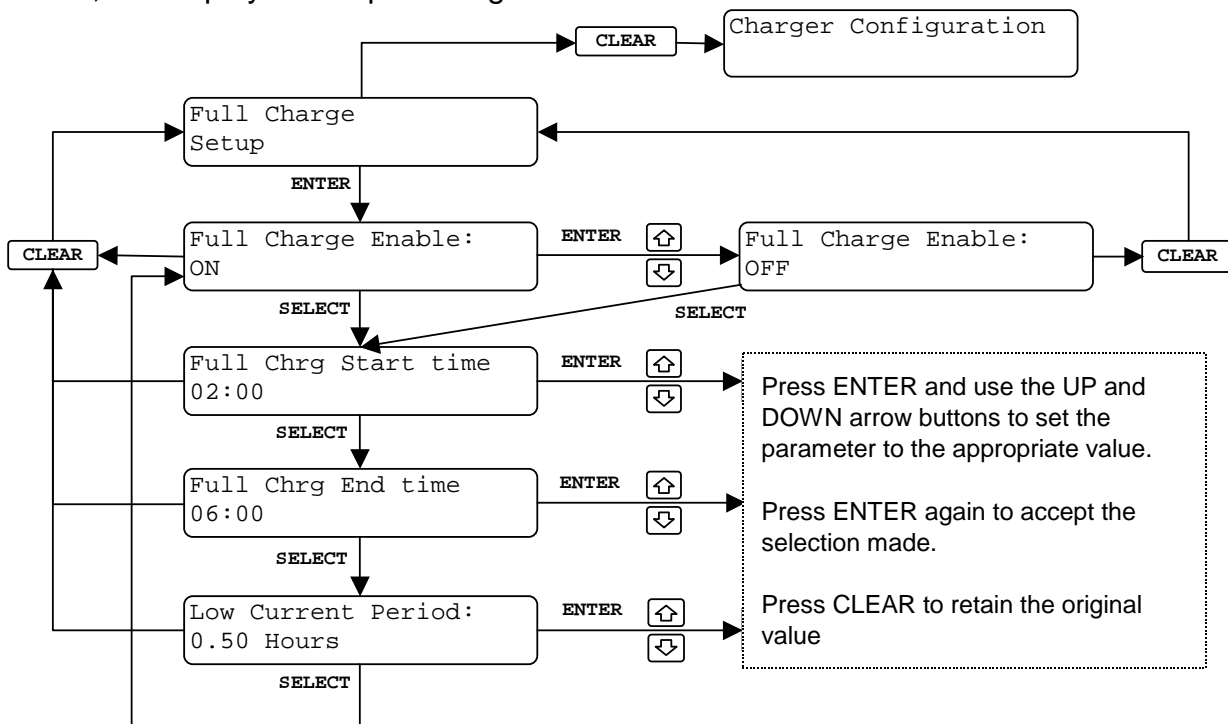 CLEAR
Charger Configuration
Full Charge
Setup
ENTER
CLEAR
Full Charge Enable:
ON
ENTER
Full Charge Enable:
OFF
CLEAR
SELECT
SELECT
Full Chrg Start time
02:00
ENTER
SELECT
Full Chrg End time
06:00
ENTER
SELECT
Low Current Period:
0.50 Hours
ENTER
SELECT
Press ENTER and use the UP and
DOWN arrow buttons to set the
parameter to the appropriate value.
Press ENTER again to accept the
selection made.
Press CLEAR to retain the original
value